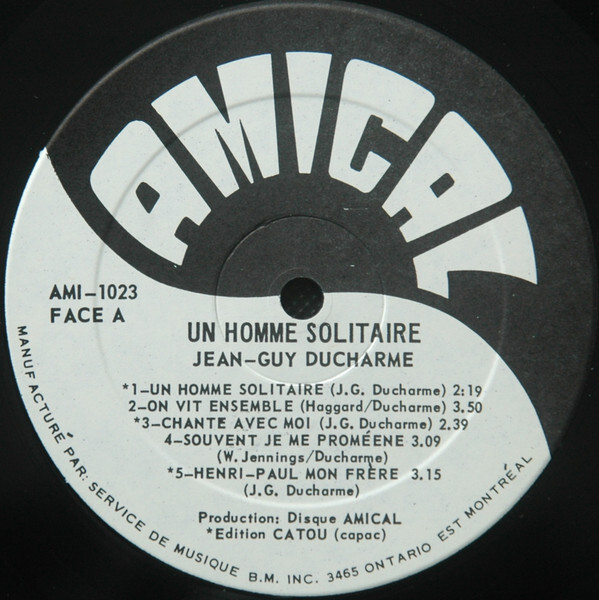 AMICAL
AMI-1023
FACE A
UN HOMME SOLITAIRE
JEAN-GUY DUCHARME
*1-UN HOMME SOLITAIRE (J.G. Ducharme) 2:19
2-ON VIT ENSEMBLE (Haggard/Ducharme) 3.50
*3-CHANTE AVEC MOI (J.G. Ducharme) 2.39
4-SOUVENT JE ME PROMÉENE 3.09
(W. Jennings/Ducharme)
*5-HENRI-PAUL MON FRÈRE 3.15
(J.G. Ducharme)
Production: Disque AMICAL
*Edition CATOU (capac)
MANUFACTURÉ PAR: SERVICE DE MUSIQUE B.M. INC. 3465 ONTARIO EST MONTRÉAL